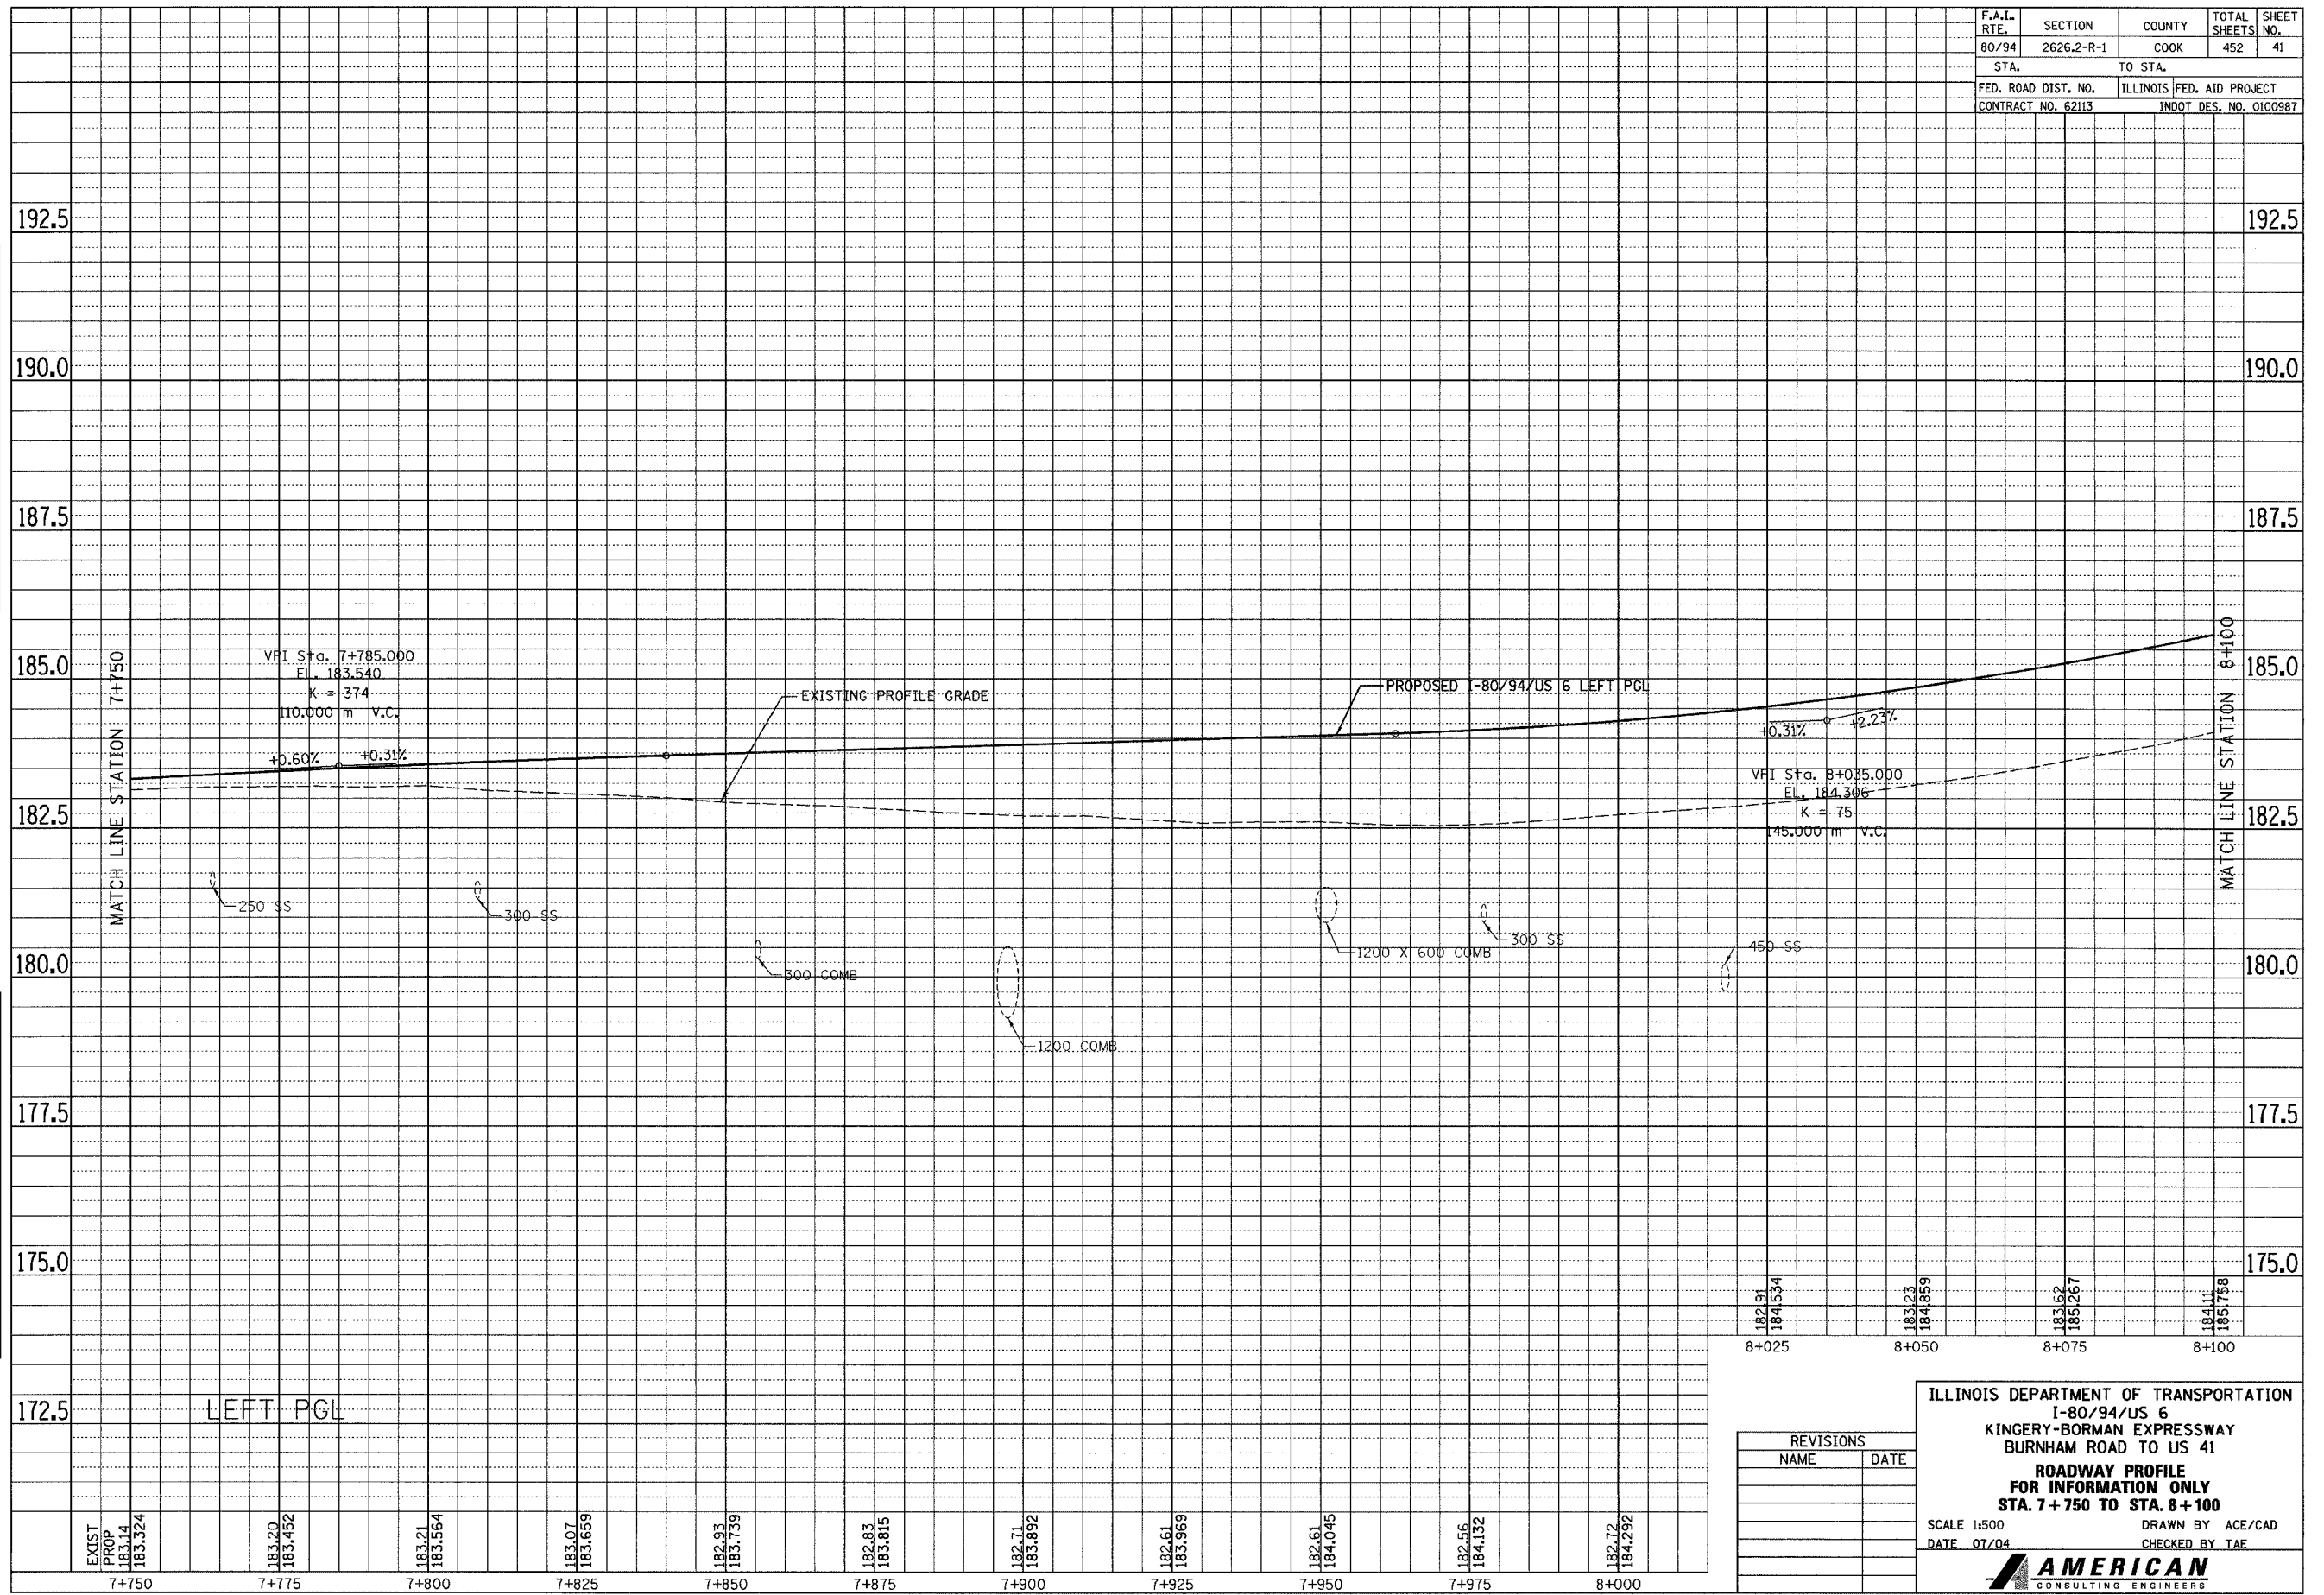 F.A.I. RTE. SECTION COUNTY TOTAL SHEETS SHEET NO.
80/94 2626.2-R-1 COOK 452 41
STA. TO STA.
FED. ROAD DIST. NO. ILLINOIS FED. AID PROJECT
CONTRACT NO. 62113 INDOT DES. NO. 0100987
192.5 192.5
190.0 190.0
187.5 187.5
185.0 185.0
182.5 182.5
180.0 180.0
177.5 177.5
175.0 175.0
172.5
MATCH LINE STATION 7+750
VPI Sta. 7+785.000
EL. 183.540
K = 374
110.000 m V.C.
+0.60% +0.31%
EXISTING PROFILE GRADE
PROPOSED I-80/94/US 6 LEFT PGL
+0.31% +2.23%
VPI Sta. 8+035.000
EL. 184.306
K = 75
145.000 m V.C.
MATCH LINE STATION 8+100
250 SS
300 SS
300 COMB
1200 COMB
1200 X 600 COMB
300 SS
450 SS
LEFT PGL
EXIST
PROP
183.14
183.324
183.20
183.452
183.21
183.564
183.07
183.659
182.93
183.739
182.83
183.815
182.71
183.892
182.61
183.969
182.61
184.045
182.56
184.132
182.72
184.292
182.91
184.534
183.23
184.859
183.62
185.267
184.11
185.758
8+025 8+050 8+075 8+100
7+750 7+775 7+800 7+825 7+850 7+875 7+900 7+925 7+950 7+975 8+000
REVISIONS
NAME DATE
ILLINOIS DEPARTMENT OF TRANSPORTATION
I-80/94/US 6
KINGERY-BORMAN EXPRESSWAY
BURNHAM ROAD TO US 41
ROADWAY PROFILE
FOR INFORMATION ONLY
STA. 7+750 TO STA. 8+100
SCALE 1:500 DRAWN BY ACE/CAD
DATE 07/04 CHECKED BY TAE
AMERICAN
CONSULTING ENGINEERS